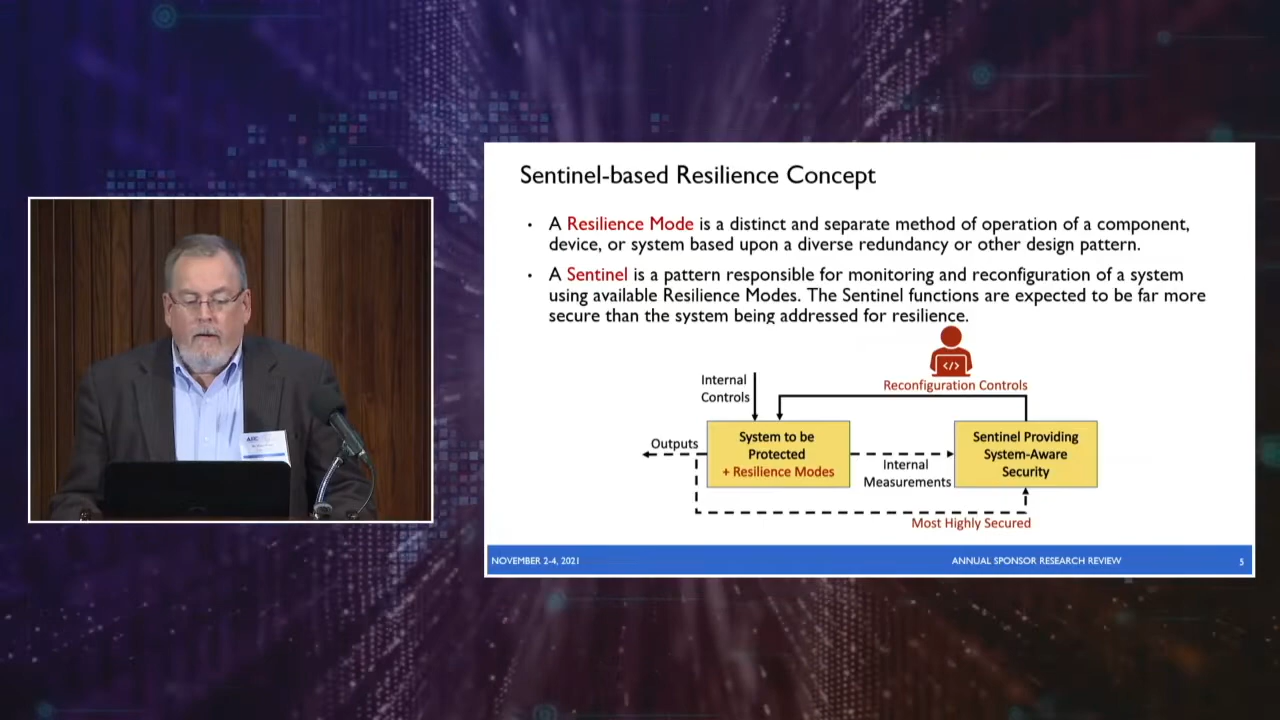 Sentinel-based Resilience Concept
• A Resilience Mode is a distinct and separate method of operation of a component,
device, or system based upon a diverse redundancy or other design pattern.
• A Sentinel is a pattern responsible for monitoring and reconfiguration of a system
using available Resilience Modes. The Sentinel functions are expected to be far more
secure than the system being addressed for resilience.
</>
Reconfiguration Controls
Internal
Controls
Outputs
System to be
Protected
+ Resilience Modes
Internal
Measurements
Sentinel Providing
System-Aware
Security
Most Highly Secured
NOVEMBER 2-4, 2021
ANNUAL SPONSOR RESEARCH REVIEW
5